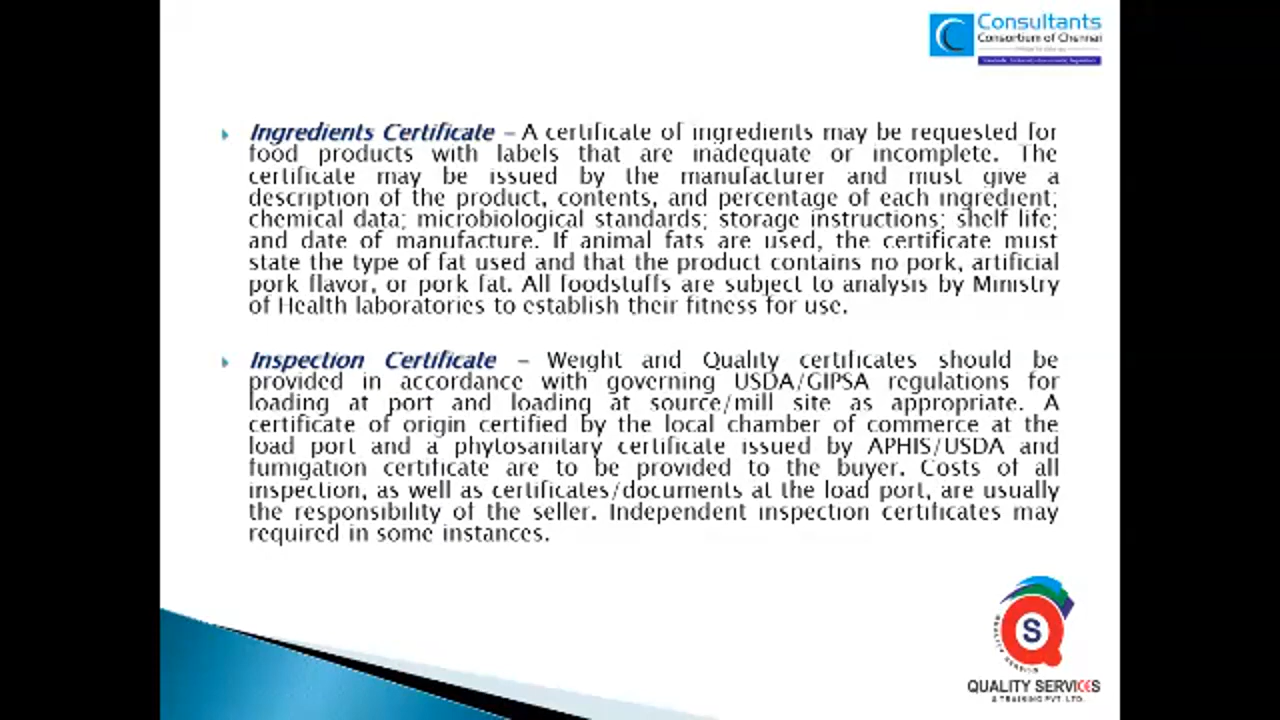 Consultants
Consortium of Chennai
Ingredients Certificate – A certificate of ingredients may be requested for
food products with labels that are inadequate or incomplete. The
certificate may be issued by the manufacturer and must give a
description of the product, contents, and percentage of each ingredient;
chemical data; microbiological standards; storage instructions; shelf life;
and date of manufacture. If animal fats are used, the certificate must
state the type of fat used and that the product contains no pork, artificial
pork flavor, or pork fat. All foodstuffs are subject to analysis by Ministry
of Health laboratories to establish their fitness for use.
Inspection Certificate – Weight and Quality certificates should be
provided in accordance with governing USDA/GIPSA regulations for
loading at port and loading at source/mill site as appropriate. A
certificate of origin certified by the local chamber of commerce at the
load port and a phytosanitary certificate issued by APHIS/USDA and
fumigation certificate are to be provided to the buyer. Costs of all
inspection, as well as certificates/documents at the load port, are usually
the responsibility of the seller. Independent inspection certificates may
required in some instances.
S
QUALITY SERVICES
& TRAINING PVT. LTD.